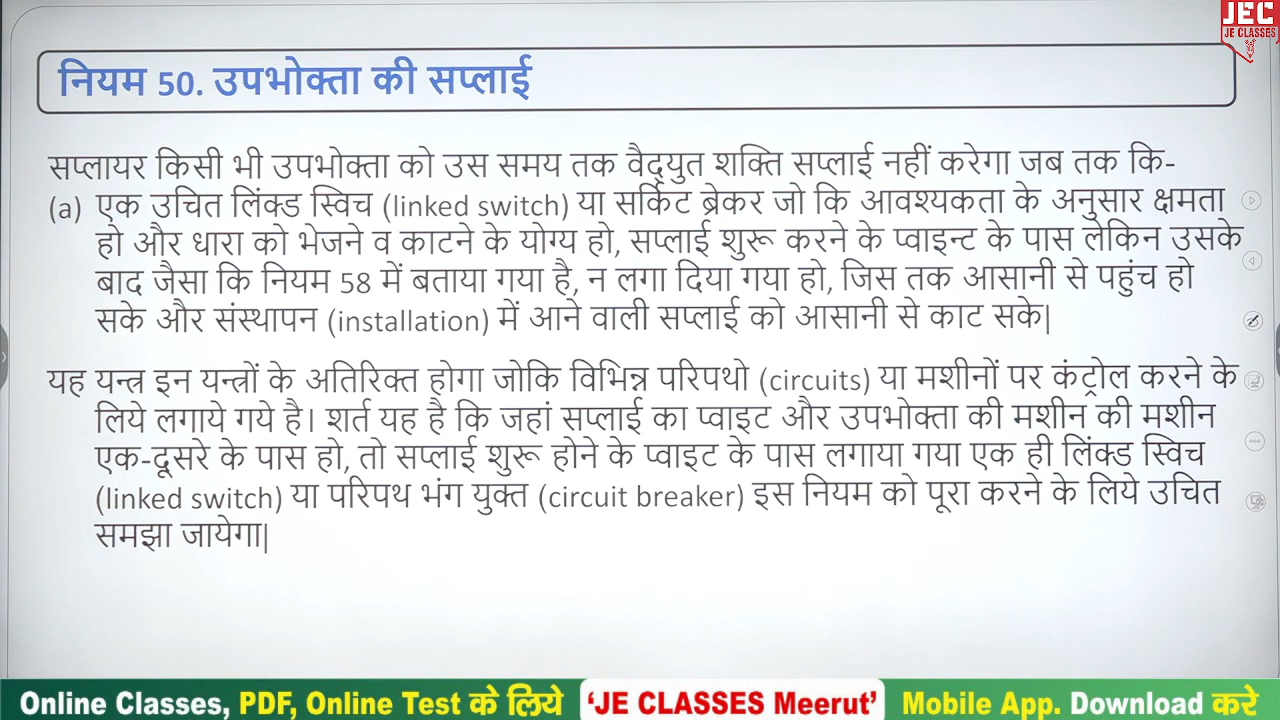 JEC
JE CLASSES
नियम 50. उपभोक्ता की सप्लाई
सप्लायर किसी भी उपभोक्ता को उस समय तक वैद्युत शक्ति सप्लाई नहीं करेगा जब तक कि-
(a) एक उचित लिंक्ड स्विच (linked switch) या सर्किट ब्रेकर जो कि आवश्यकता के अनुसार क्षमता
हो और धारा को भेजने व काटने के योग्य हो, सप्लाई शुरू करने के प्वाइन्ट के पास लेकिन उसके
बाद जैसा कि नियम 58 में बताया गया है, न लगा दिया गया हो, जिस तक आसानी से पहुंच हो
सके और संस्थापन (installation) में आने वाली सप्लाई को आसानी से काट सके|
यह यन्त्र इन यन्त्रों के अतिरिक्त होगा जोकि विभिन्न परिपथो (circuits) या मशीनों पर कंट्रोल करने के
लिये लगाये गये है। शर्त यह है कि जहां सप्लाई का प्वाइट और उपभोक्ता की मशीन की मशीन
एक-दूसरे के पास हो, तो सप्लाई शुरू होने के प्वाइट के पास लगाया गया एक ही लिंक्ड स्विच
(linked switch) या परिपथ भंग युक्त (circuit breaker) इस नियम को पूरा करने के लिये उचित
समझा जायेगा|
Online Classes, PDF, Online Test के लिये 'JE CLASSES Meerut' Mobile App. Download करे